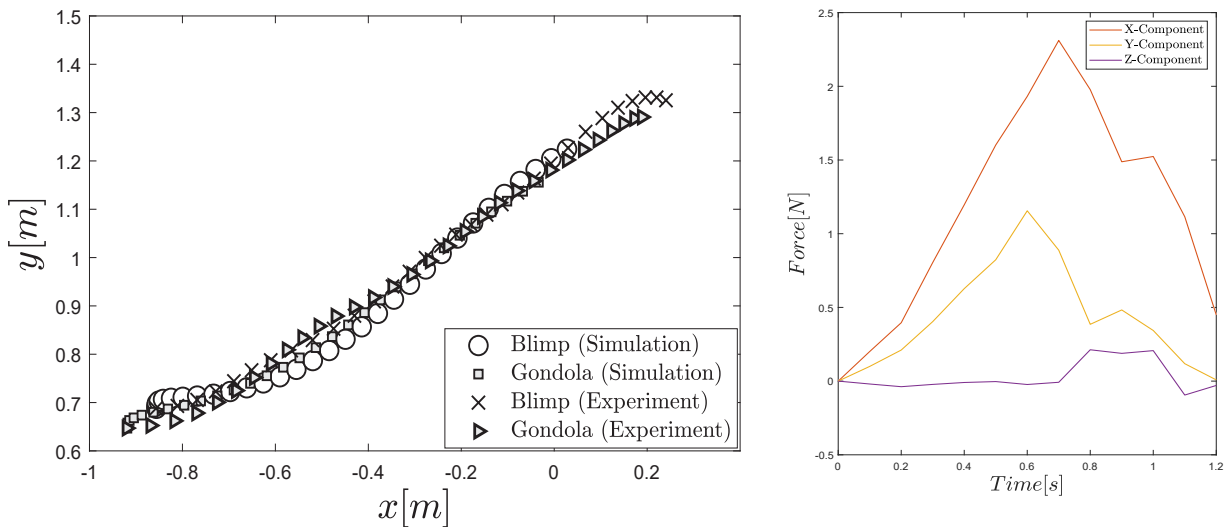 1.5
1.4
1.3
1.2
1.1
1
0.9
0.8
0.7
0.6
y[m]
-1 -0.8 -0.6 -0.4 -0.2 0 0.2
x[m]
Blimp (Simulation)
Gondola (Simulation)
Blimp (Experiment)
Gondola (Experiment)
2.5
2
1.5
1
0.5
0
-0.5
Force[N]
X-Component
Y-Component
Z-Component
0 0.2 0.4 0.6 0.8 1 1.2
Time[s]